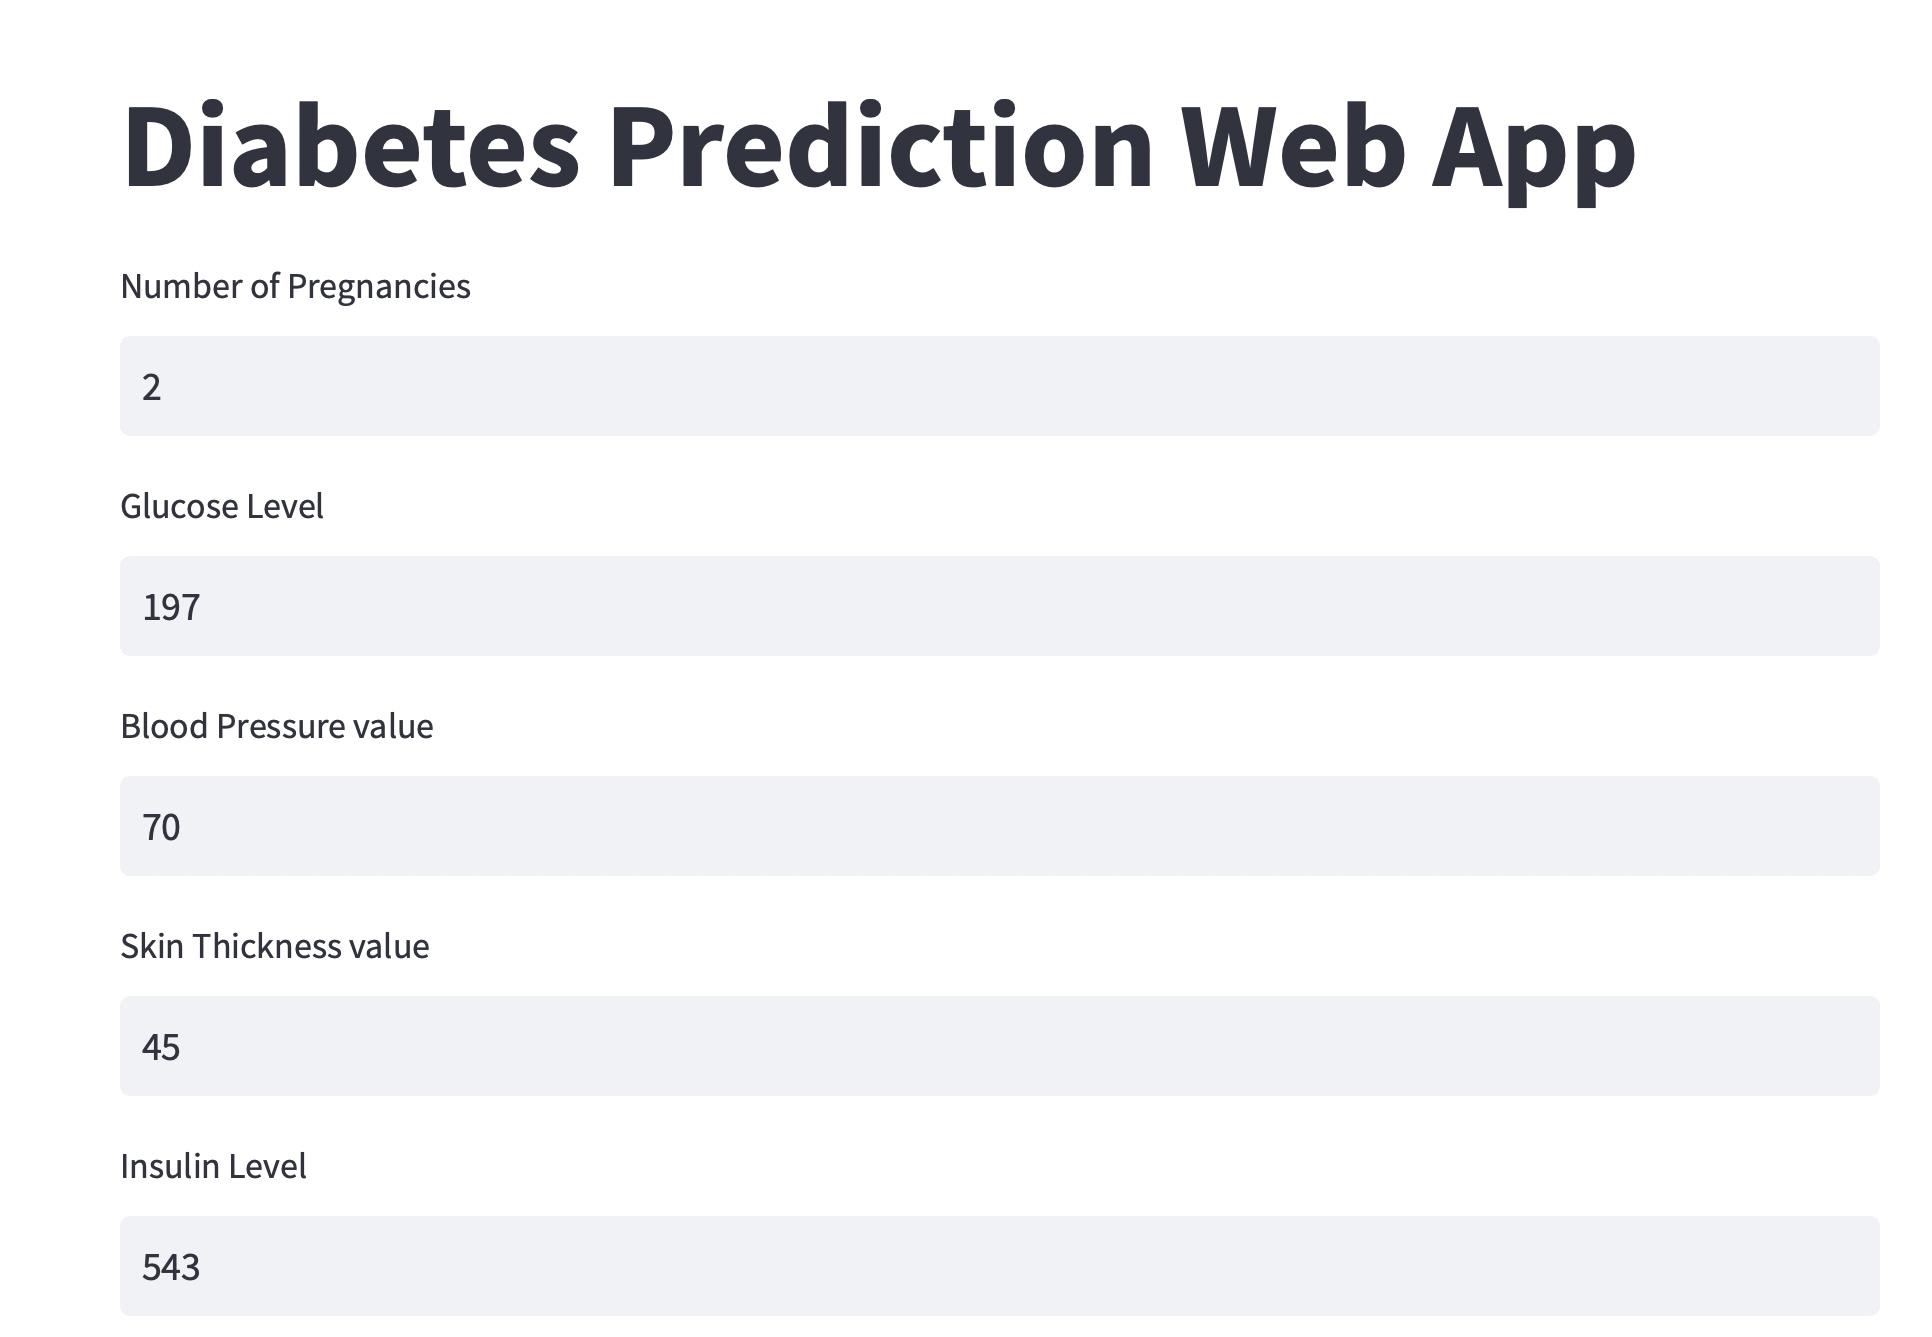 Diabetes Prediction Web App
Number of Pregnancies
2
Glucose Level
197
Blood Pressure value
70
Skin Thickness value
45
Insulin Level
543